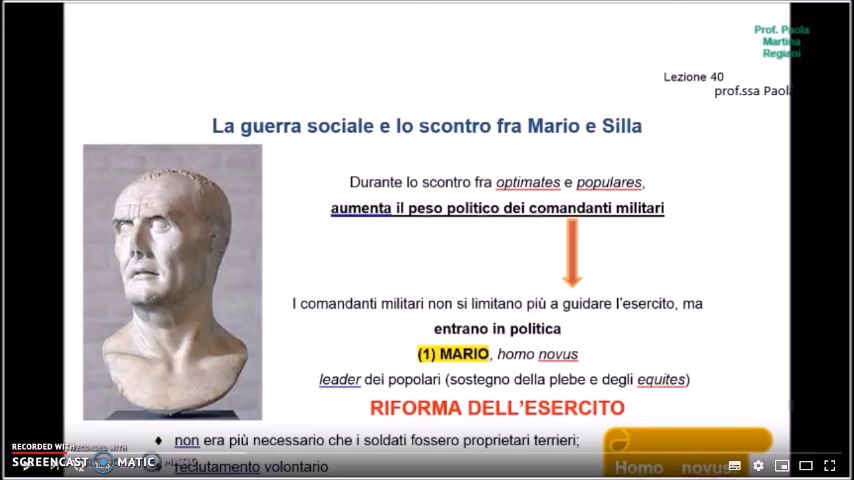 Prof. Paola
Martina
Regiani
Lezione 40
prof.ssa Paola
La guerra sociale e lo scontro fra Mario e Silla
Durante lo scontro fra optimates e populares,
aumenta il peso politico dei comandanti militari
I comandanti militari non si limitano più a guidare l'esercito, ma
entrano in politica
(1) MARIO, homo novus
leader dei popolari (sostegno della plebe e degli equites)
RIFORMA DELL'ESERCITO
♦ non era più necessario che i soldati fossero proprietari terrieri;
♦ reclutamento volontario
Homo novus
RECORDED WITH
SCREENCAST MATIC